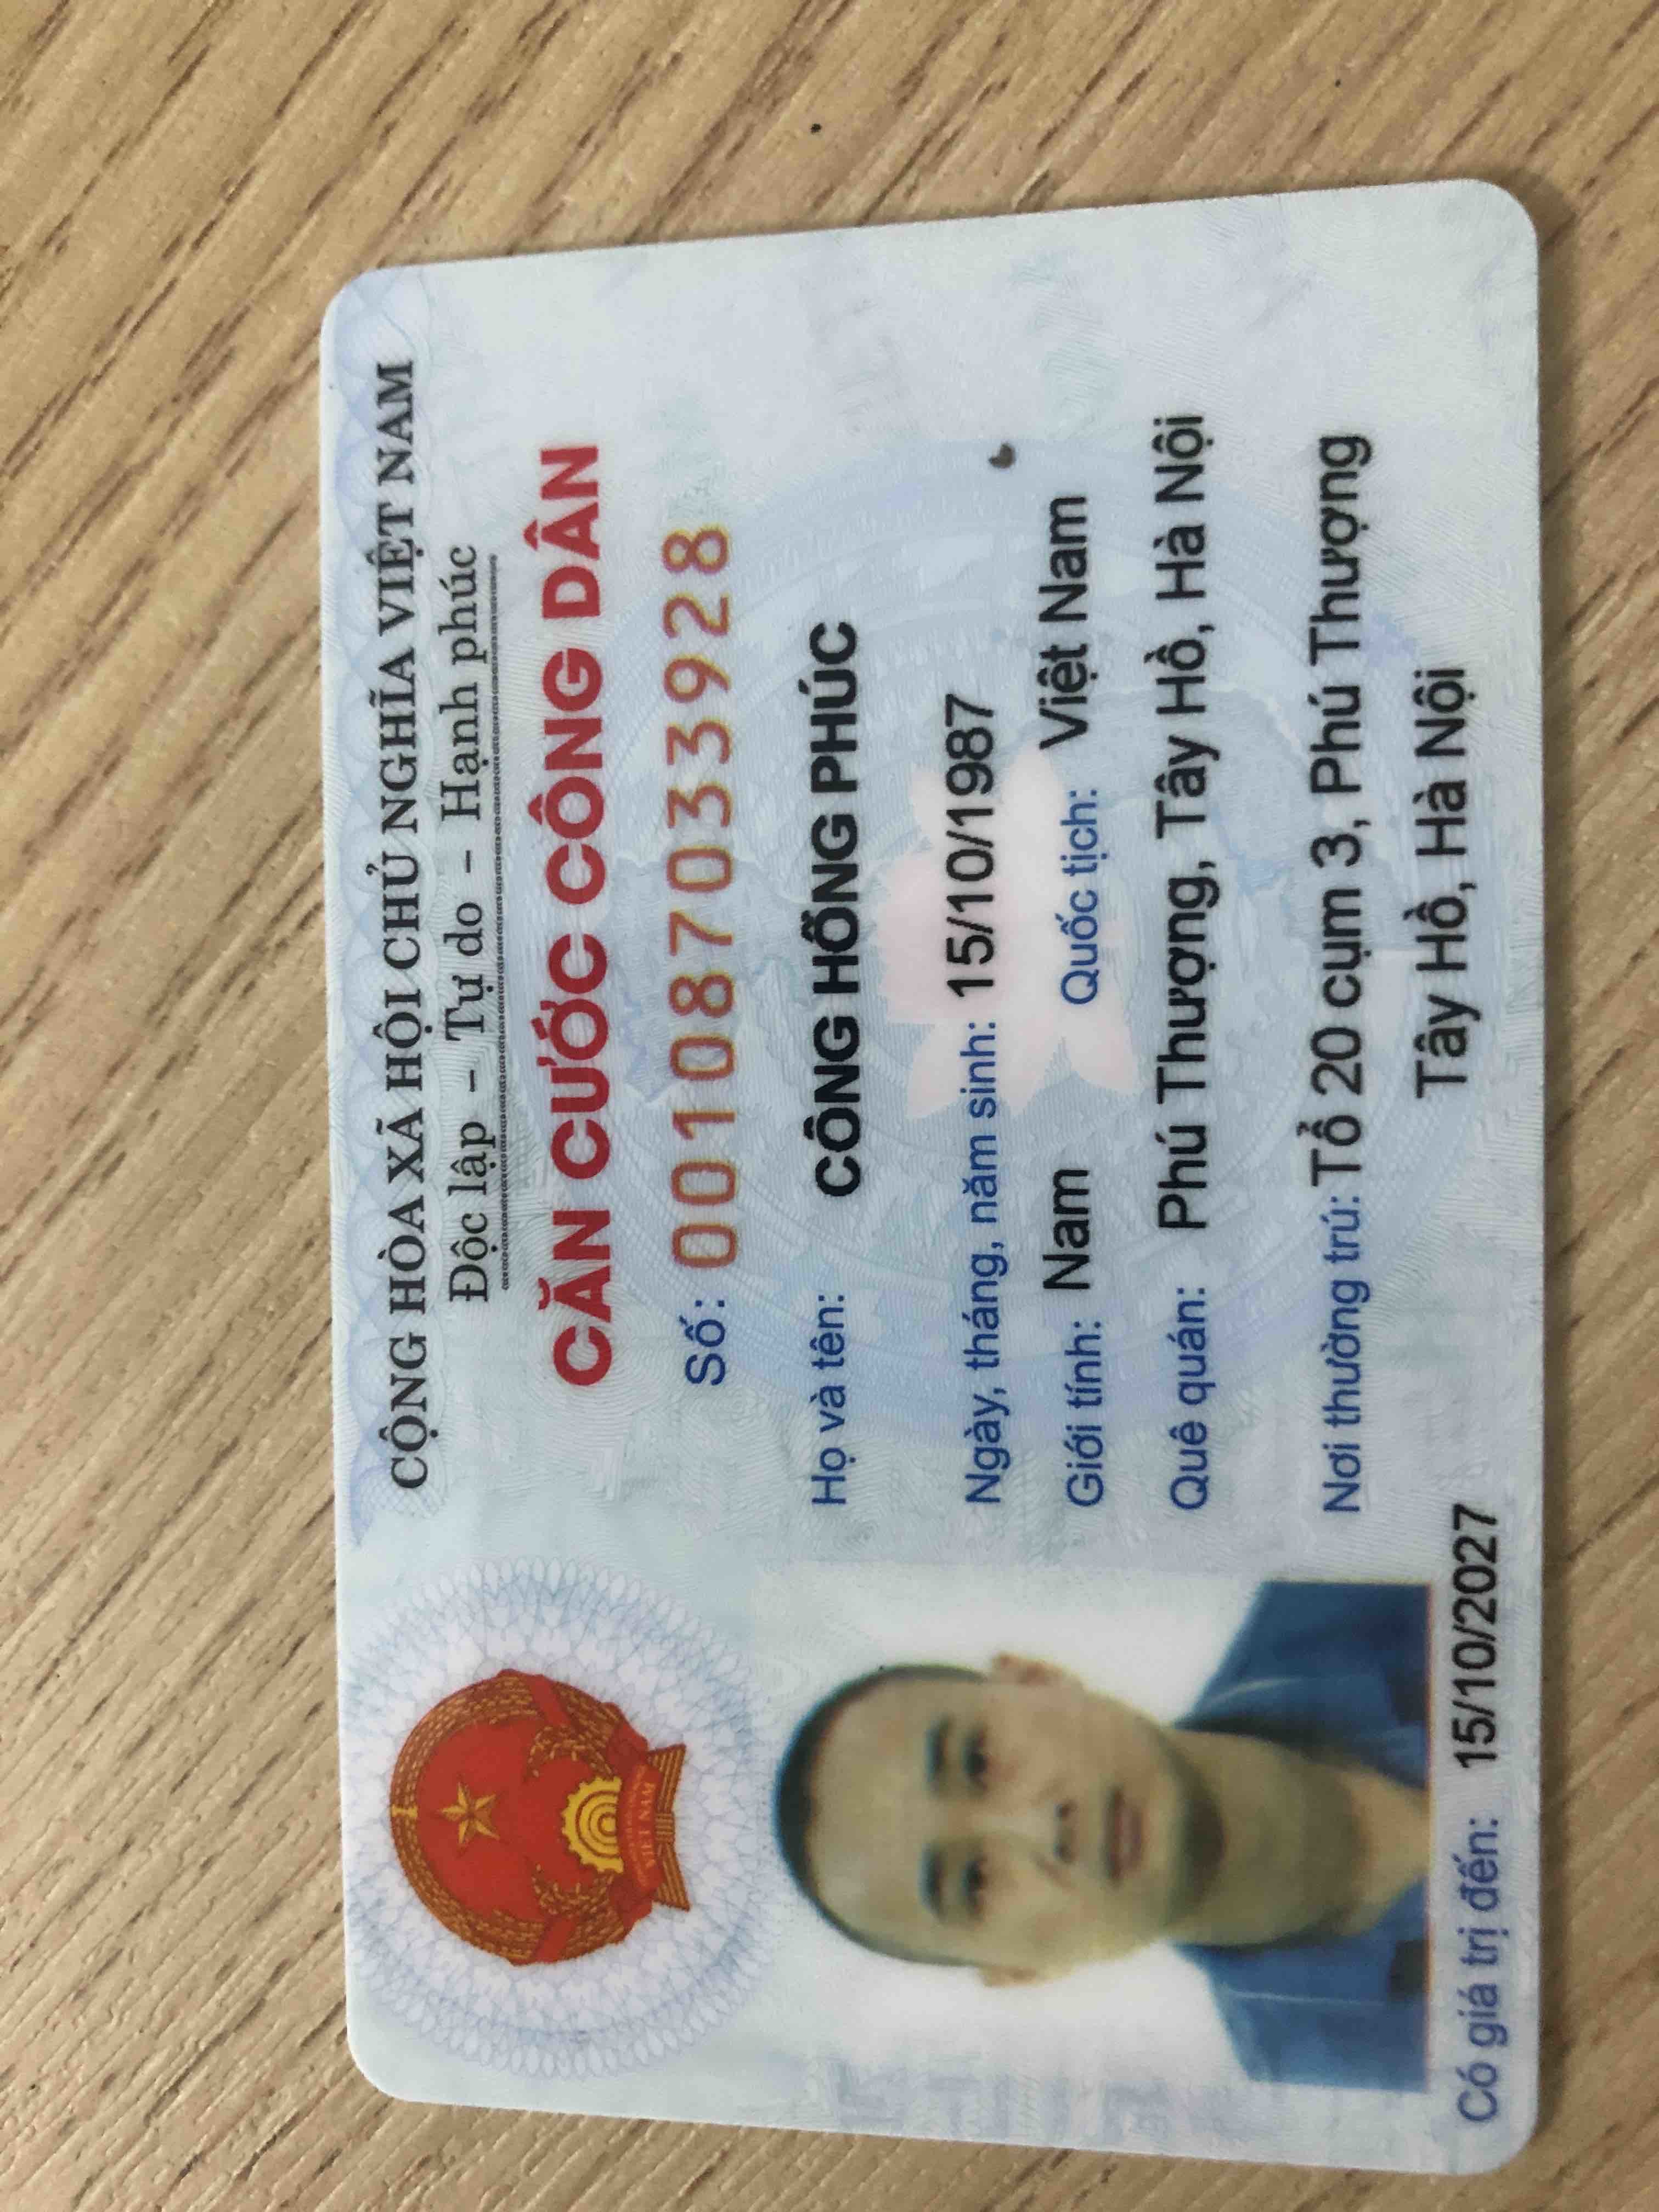 CỘNG HÒA XÃ HỘI CHỦ NGHĨA VIỆT NAM
Độc lập - Tự do - Hạnh phúc
CĂN CƯỚC CÔNG DÂN
Số: 001087033928
Họ và tên: CÔNG HỒNG PHÚC
Ngày, tháng, năm sinh: 15/10/1987
Giới tính: Nam Quốc tịch: Việt Nam
Quê quán: Phú Thượng, Tây Hồ, Hà Nội
Nơi thường trú: Tổ 20 cụm 3, Phú Thượng
Tây Hồ, Hà Nội
Có giá trị đến: 15/10/2027
VIỆT NAM